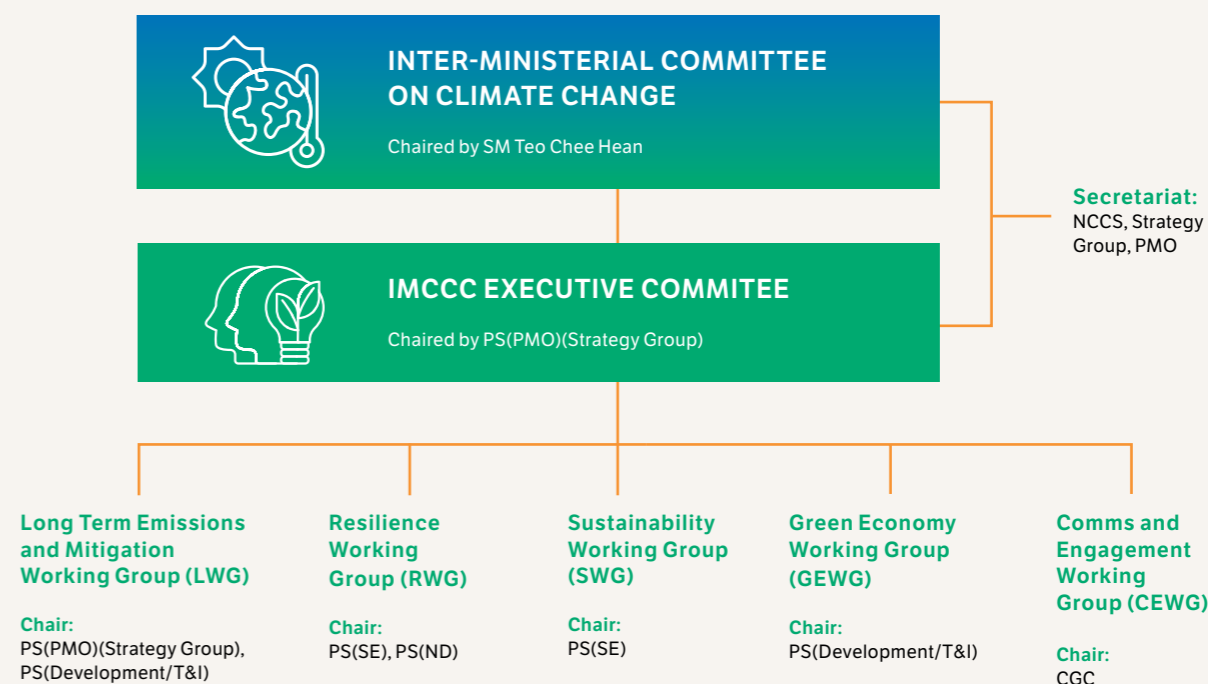 INTER-MINISTERIAL COMMITTEE
ON CLIMATE CHANGE
Chaired by SM Teo Chee Hean
Secretariat:
NCCS, Strategy
Group, PMO
IMCCC EXECUTIVE COMMITEE
Chaired by PS(PMO)(Strategy Group)
Long Term Emissions
and Mitigation
Working Group (LWG)
Chair:
PS(PMO)(Strategy Group),
PS(Development/T&I)
Resilience
Working
Group (RWG)
Chair:
PS(SE), PS(ND)
Sustainability
Working Group
(SWG)
Chair:
PS(SE)
Green Economy
Working Group
(GEWG)
Chair:
PS(Development/T&I)
Comms and
Engagement
Working
Group (CEWG)
Chair:
CGC